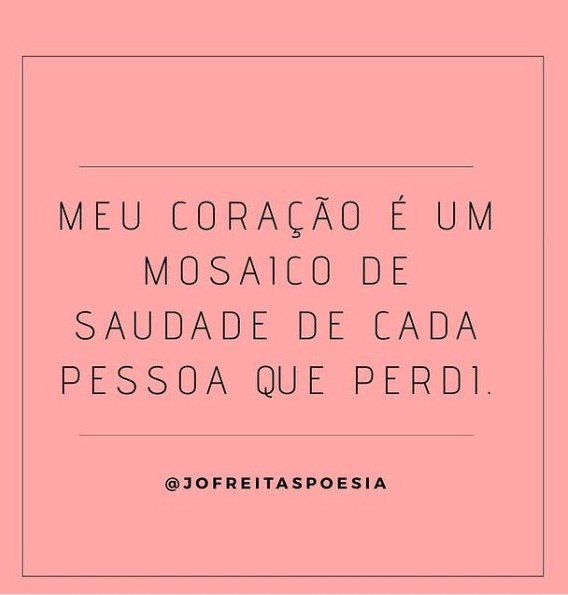 MEU CORAÇÃO É UM
MOSAICO DE
SAUDADE DE CADA
PESSOA QUE PERDI.
@JOFREITASPOESIA